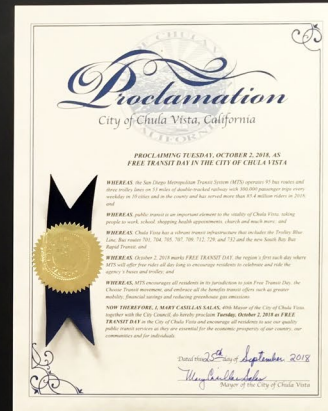 Proclamation
City of Chula Vista, California
PROCLAIMING TUESDAY, OCTOBER 2, 2018, AS
FREE TRANSIT DAY IN THE CITY OF CHULA VISTA
WHEREAS, the San Diego Metropolitan Transit System (MTS) operates 95 bus routes and
three trolley lines on 53 miles of double-tracked railway with 300,000 passenger trips every
weekday in 10 cities and in the county and has served more than 85.4 million riders in 2018;
and
WHEREAS, public transit is an important element to the vitality of Chula Vista, taking
people to work, school, shopping health appointments, church and much more; and
WHEREAS, Chula Vista has a vibrant transit infrastructure that includes the Trolley Blue
Line, Bus routes 701, 704, 705, 707, 709, 712, 929, and 932 and the new South Bay Bus
Rapid Transit; and
WHEREAS, October 2, 2018 marks FREE TRANSIT DAY, the region's first such day where
MTS will offer free rides all day long to encourage residents to celebrate and ride the
agency's buses and trolley; and
WHEREAS, MTS encourages all residents in its jurisdiction to join Free Transit Day, the
Choose Transit movement, and embrace all the benefits transit offers such as greater
mobility, financial savings and reducing greenhouse gas emissions
NOW THEREFORE, I, MARY CASILLAS SALAS, 40th Mayor of the City of Chula Vista,
together with the City Council, do hereby proclaim Tuesday, October 2, 2018 as FREE
TRANSIT DAY in the City of Chula Vista and encourage all residents to use our quality
public transit services as they are essential for the economic prosperity of our country, our
communities and for individuals.
Dated this 25th day of September 2018
Mary Casillas Salas
Mayor of the City of Chula Vista